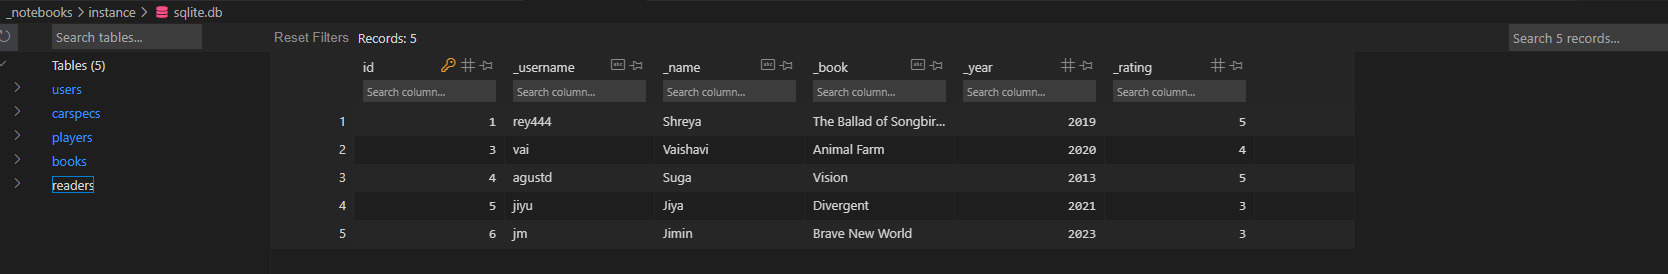 _notebooks > instance > sqlite.db
Search tables... Reset Filters Records: 5 Search 5 records...
Tables (5)
users
carspecs
players
books
readers
id _username _name _book _year _rating
Search column... Search column... Search column... Search column... Search column... Search column...
1 1 rey444 Shreya The Ballad of Songbir... 2019 5
2 3 vai Vaishavi Animal Farm 2020 4
3 4 agustd Suga Vision 2013 5
4 5 jiyu Jiya Divergent 2021 3
5 6 jm Jimin Brave New World 2023 3